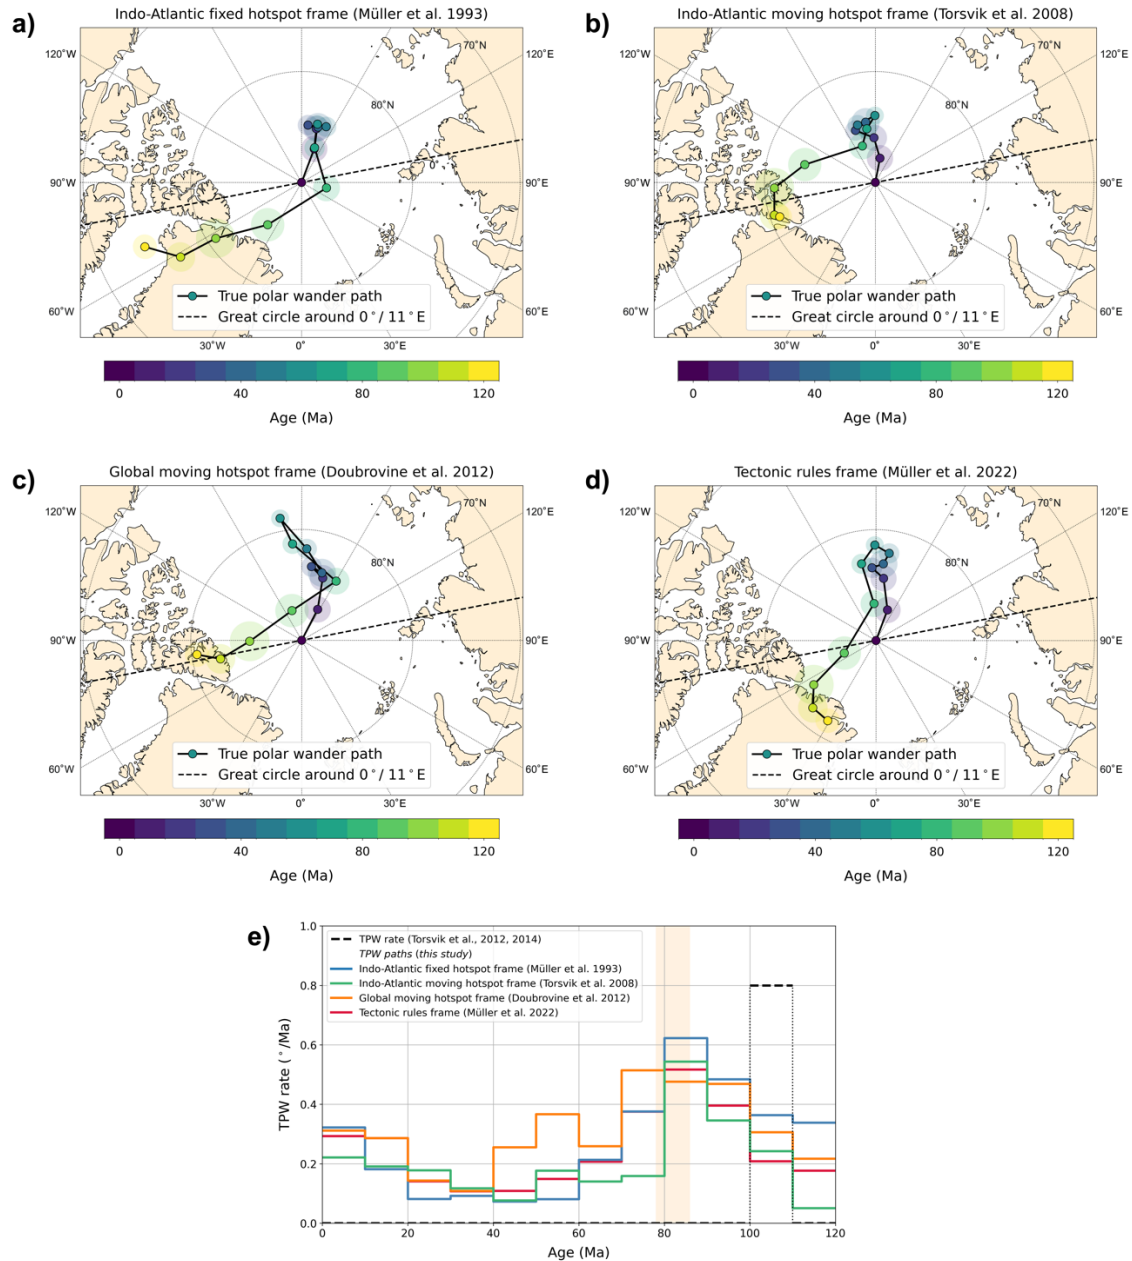 a)
Indo-Atlantic fixed hotspot frame (Müller et al. 1993)
120°W
70°N
120°E
80°N
90°W
90°E
60°W
60°E
True polar wander path
Great circle around 0°/ 11°E
30°W
0°
30°E
0
40
80
120
Age (Ma)
b)
Indo-Atlantic moving hotspot frame (Torsvik et al. 2008)
120°W
70°N
120°E
80°N
90°W
90°E
60°W
60°E
True polar wander path
Great circle around 0°/ 11°E
30°W
0°
30°E
0
40
80
120
Age (Ma)
c)
Global moving hotspot frame (Doubrovine et al. 2012)
120°W
70°N
120°E
80°N
90°W
90°E
60°W
60°E
True polar wander path
Great circle around 0°/ 11°E
30°W
0°
30°E
0
40
80
120
Age (Ma)
d)
Tectonic rules frame (Müller et al. 2022)
120°W
70°N
120°E
80°N
90°W
90°E
60°W
60°E
True polar wander path
Great circle around 0°/ 11°E
30°W
0°
30°E
0
40
80
120
Age (Ma)
e)
TPW rate (Torsvik et al., 2012, 2014)
TPW paths (this study)
Indo-Atlantic fixed hotspot frame (Müller et al. 1993)
Indo-Atlantic moving hotspot frame (Torsvik et al. 2008)
Global moving hotspot frame (Doubrovine et al. 2012)
Tectonic rules frame (Müller et al. 2022)
TPW rate (°/Ma)
1.0
0.8
0.6
0.4
0.2
0.0
0
20
40
60
80
100
120
Age (Ma)